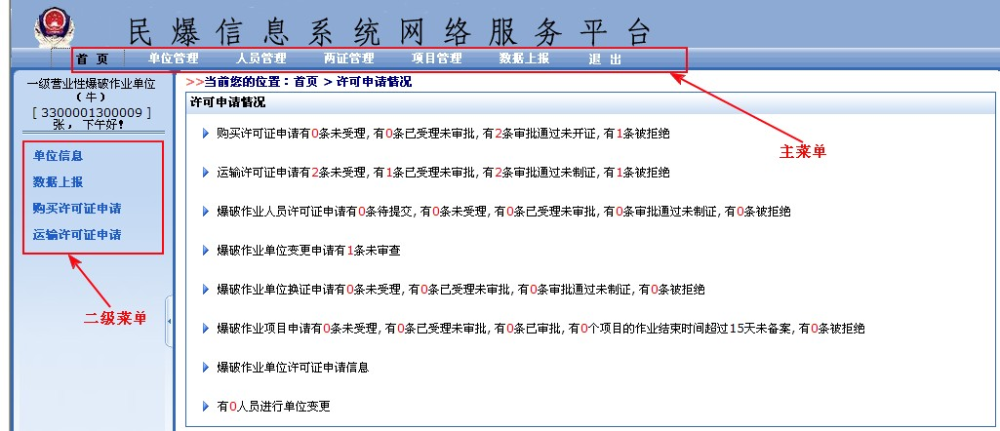 民爆信息系统网络服务平台
首 页 单位管理 人员管理 两证管理 项目管理 数据上报 退 出
一级营业性爆破作业单位
（牛）
[ 3300001300009 ]
张，下午好！
单位信息
数据上报
购买许可证申请
运输许可证申请
二级菜单
>>当前您的位置：首页 > 许可申请情况
许可申请情况
购买许可证申请有0条未受理, 有0条已受理未审批, 有2条审批通过未开证, 有1条被拒绝
主菜单
运输许可证申请有2条未受理, 有1条已受理未审批, 有2条审批通过未制证, 有1条被拒绝
爆破作业人员许可证申请有0条待提交, 有0条未受理, 有0条已受理未审批, 有0条审批通过未制证, 有0条被拒绝
爆破作业单位变更申请有1条未审查
爆破作业单位换证申请有0条未受理, 有0条已受理未审批, 有0条审批通过未制证, 有0条被拒绝
爆破作业项目申请有0条未受理, 有0条已受理未审批, 有0条已审批, 有0个项目的作业结束时间超过15天未备案, 有0条被拒绝
爆破作业单位许可证申请信息
有0人员进行单位变更